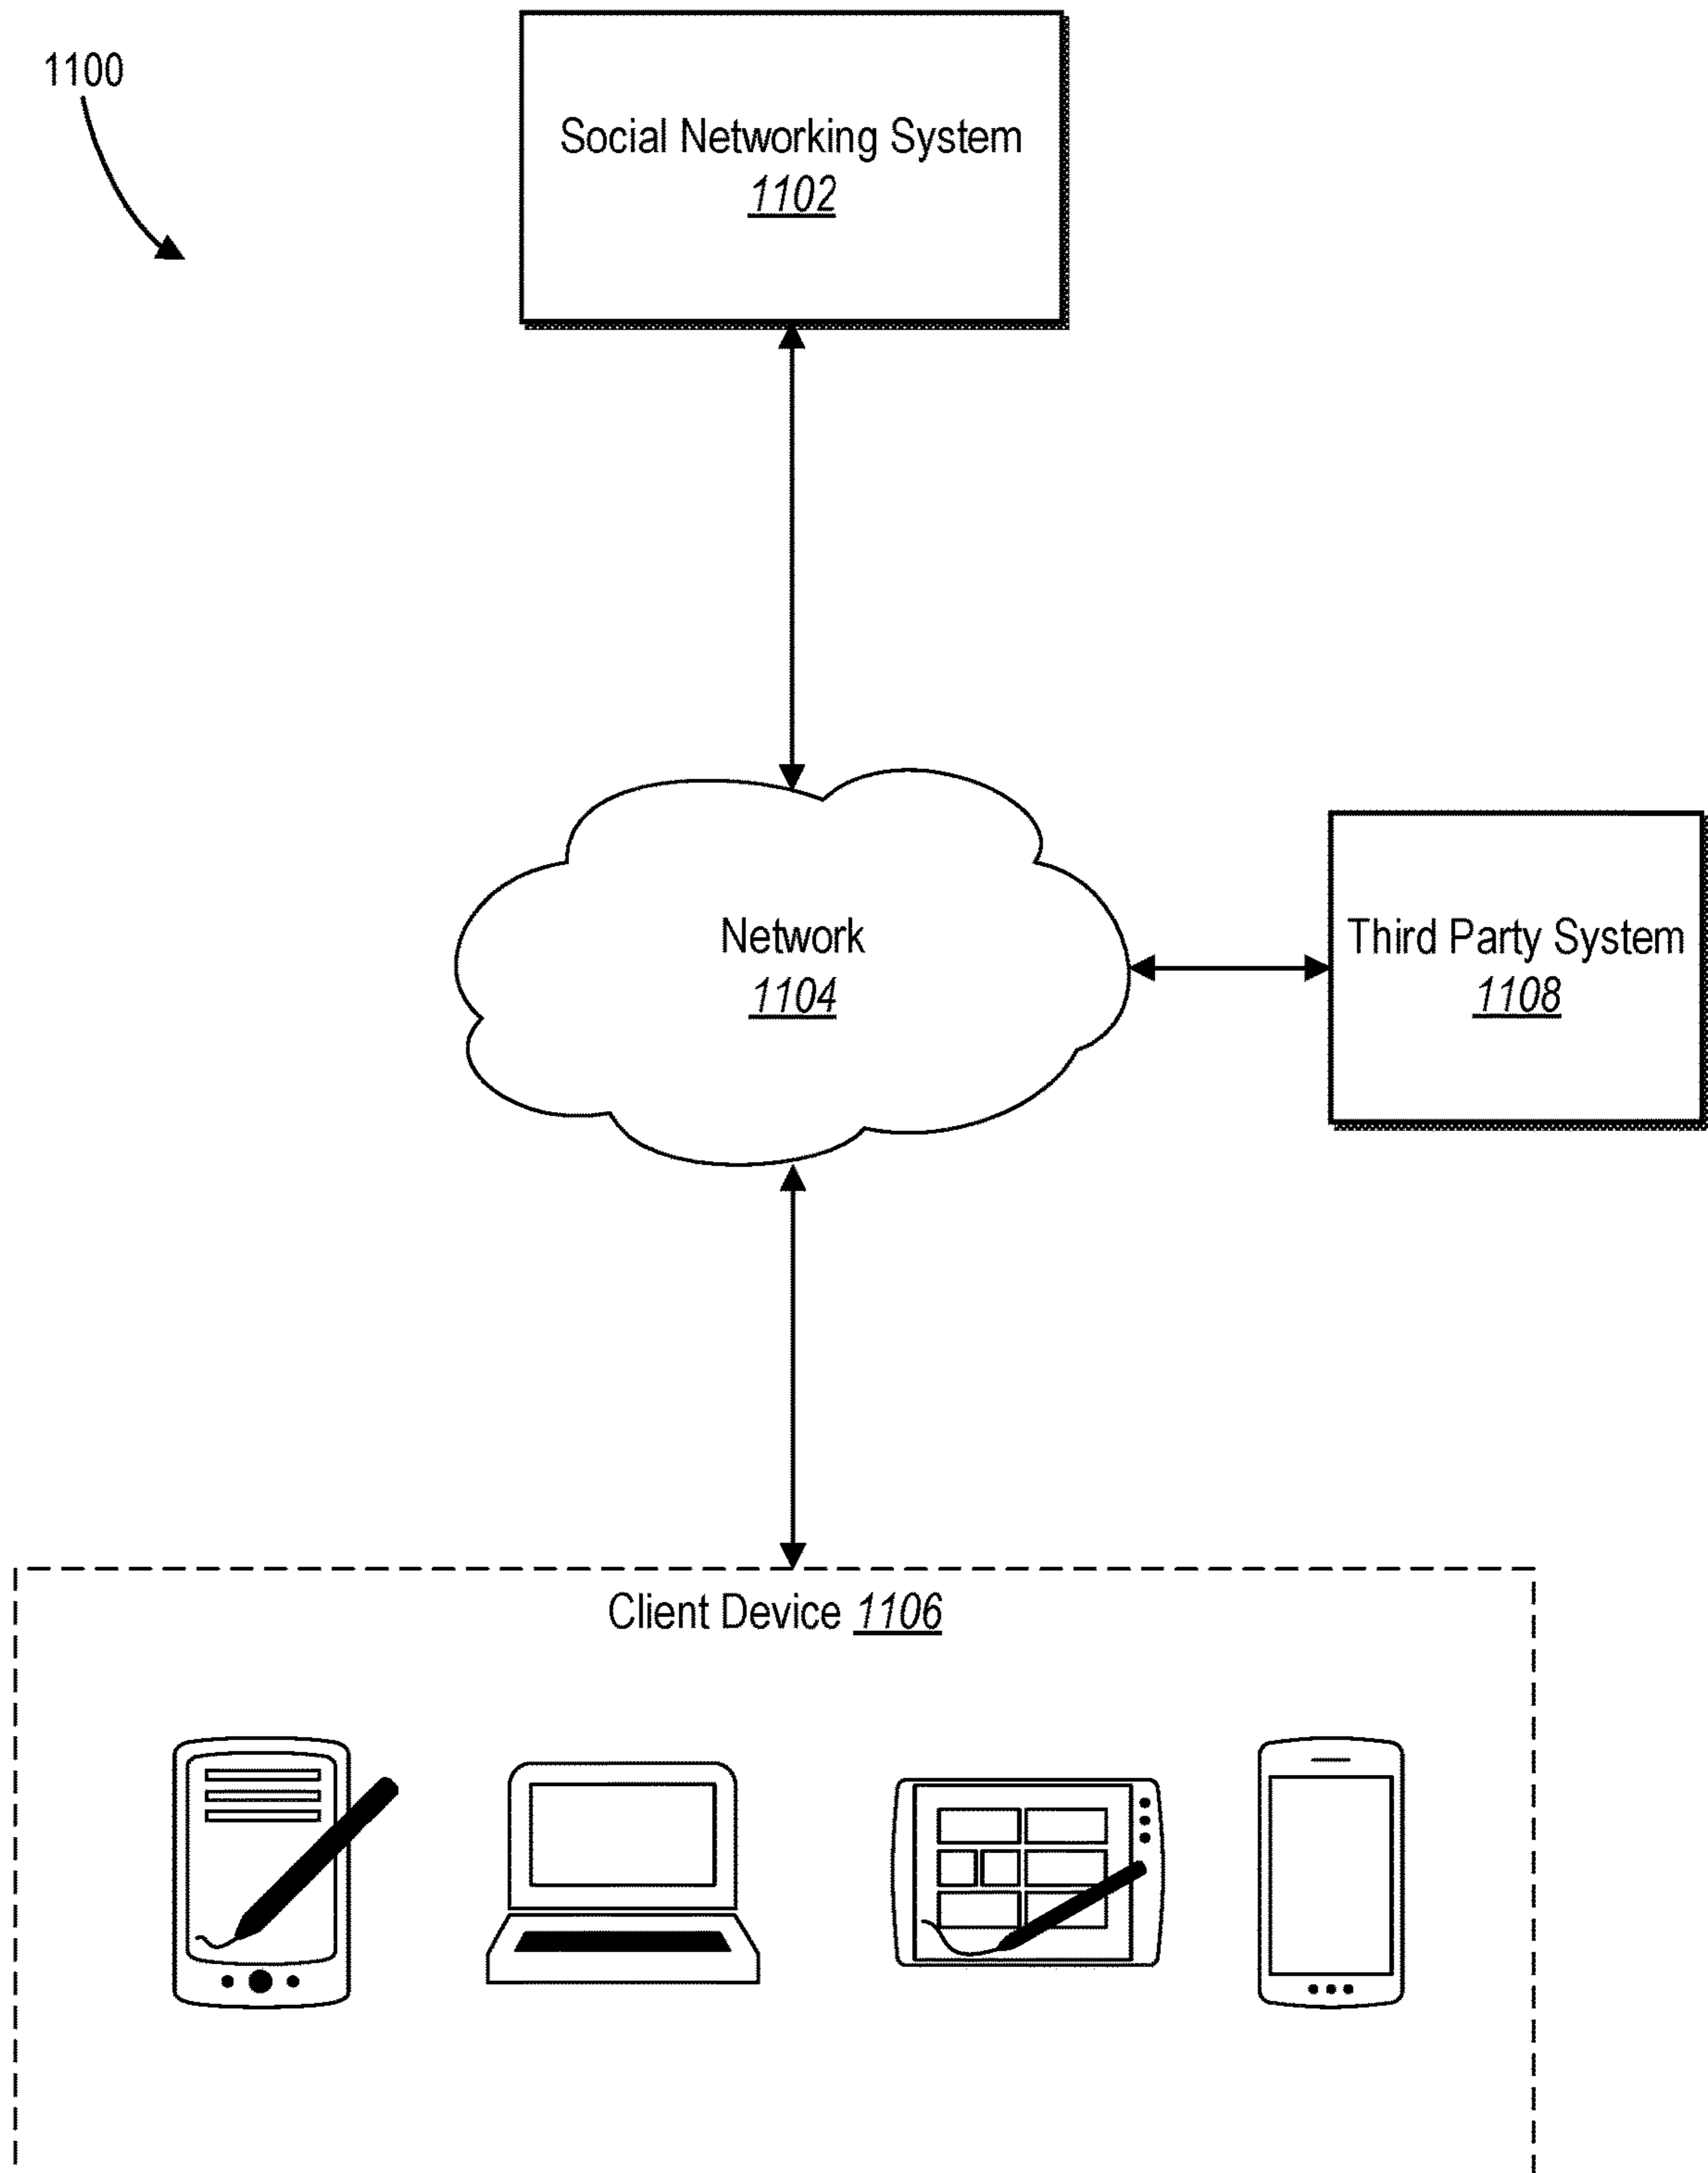 1100
Social Networking System
1102
Network
1104
Third Party System
1108
Client Device 1106